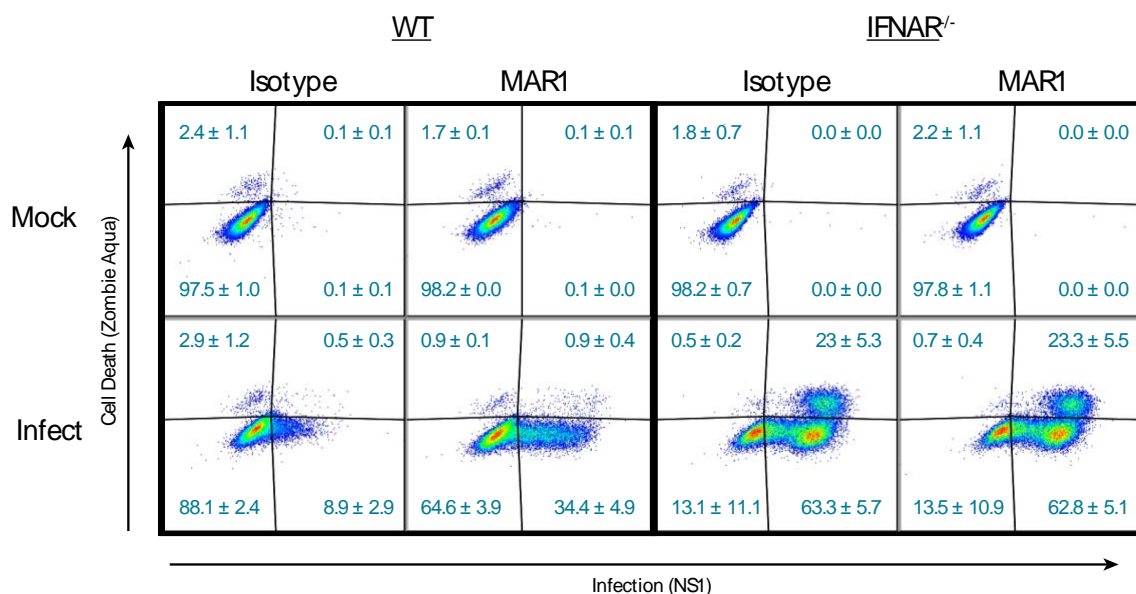 WT IFNAR-/-
Isotype MAR1 Isotype MAR1
Mock
2.4 ± 1.1 0.1 ± 0.1 1.7 ± 0.1 0.1 ± 0.1 1.8 ± 0.7 0.0 ± 0.0 2.2 ± 1.1 0.0 ± 0.0
97.5 ± 1.0 0.1 ± 0.1 98.2 ± 0.0 0.1 ± 0.0 98.2 ± 0.7 0.0 ± 0.0 97.8 ± 1.1 0.0 ± 0.0
Infect
2.9 ± 1.2 0.5 ± 0.3 0.9 ± 0.1 0.9 ± 0.4 0.5 ± 0.2 23 ± 5.3 0.7 ± 0.4 23.3 ± 5.5
88.1 ± 2.4 8.9 ± 2.9 64.6 ± 3.9 34.4 ± 4.9 13.1 ± 11.1 63.3 ± 5.7 13.5 ± 10.9 62.8 ± 5.1
Cell Death (Zombie Aqua)
Infection (NS1)